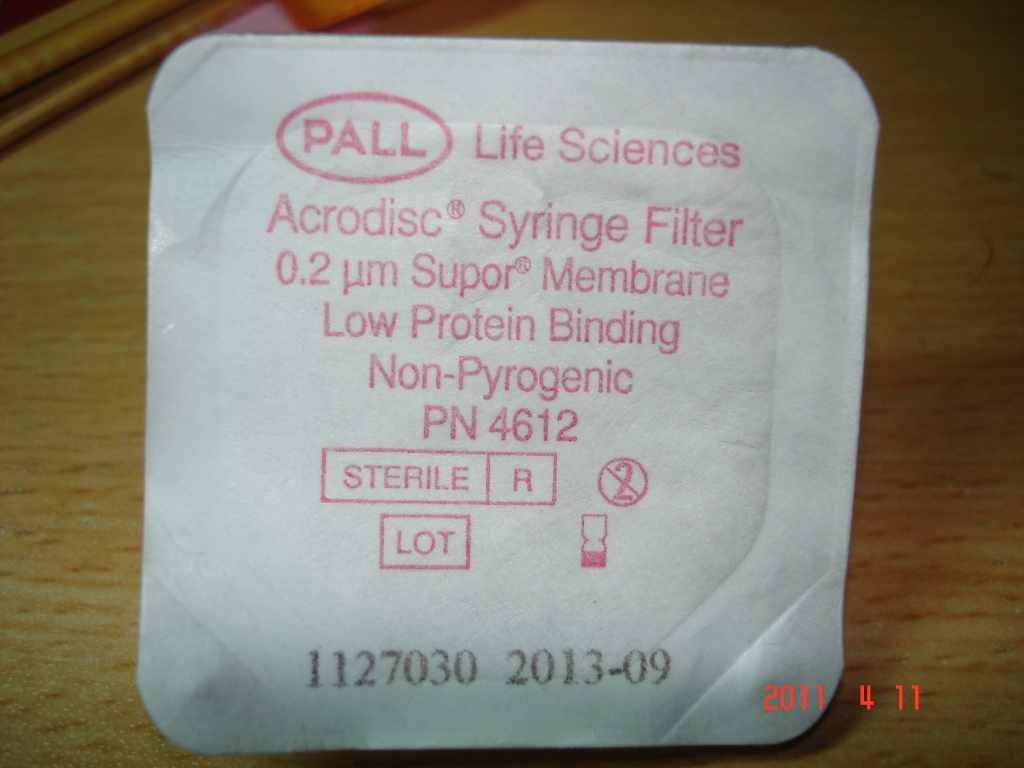 PALL Life Sciences
Acrodisc® Syringe Filter
0.2 µm Supor® Membrane
Low Protein Binding
Non-Pyrogenic
PN 4612
STERILE R 2
LOT
1127030 2013-09
2011 4 11